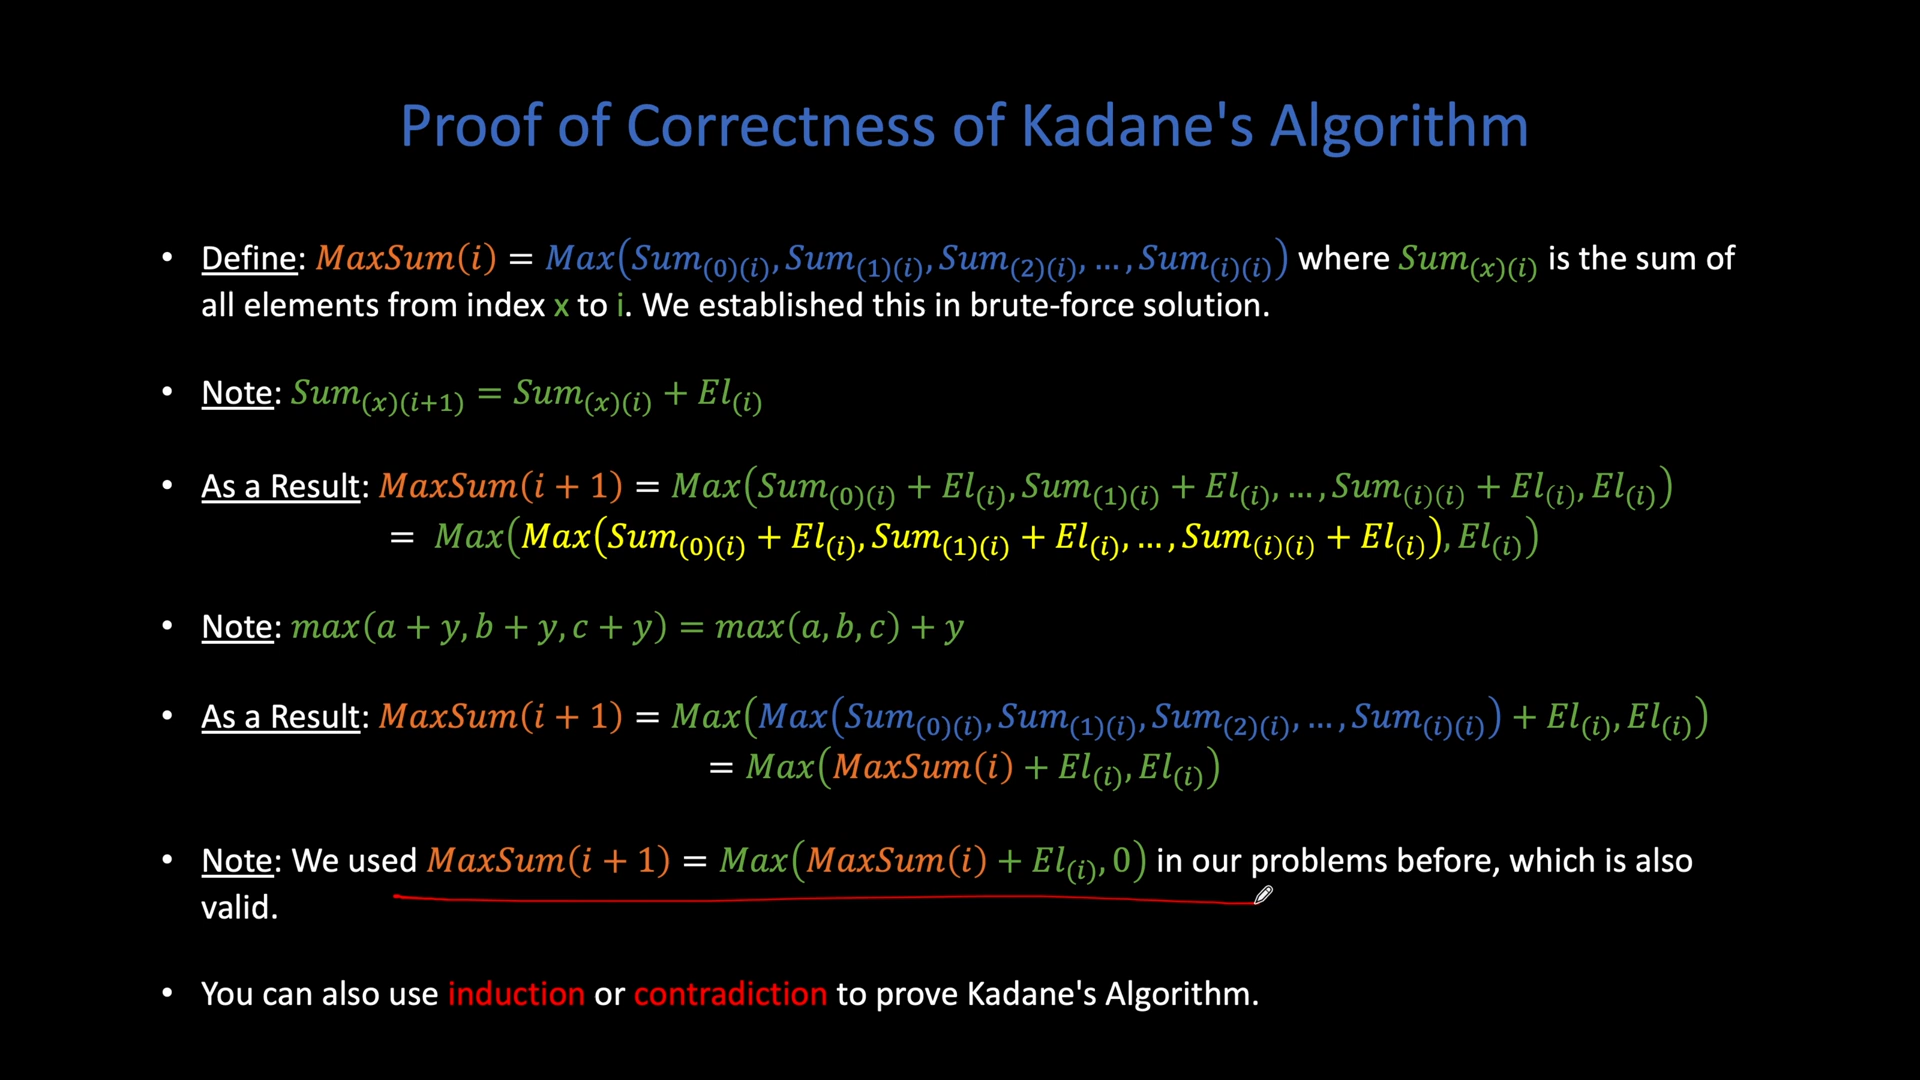 Proof of Correctness of Kadane's Algorithm
• Define: MaxSum(i) = Max(Sum₍₀₎₍ᵢ₎, Sum₍₁₎₍ᵢ₎, Sum₍₂₎₍ᵢ₎, … , Sum₍ᵢ₎₍ᵢ₎) where Sum₍ₓ₎₍ᵢ₎ is the sum of
all elements from index x to i. We established this in brute-force solution.
• Note: Sum₍ₓ₎₍ᵢ₊₁₎ = Sum₍ₓ₎₍ᵢ₎ + El₍ᵢ₎
• As a Result: MaxSum(i + 1) = Max(Sum₍₀₎₍ᵢ₎ + El₍ᵢ₎, Sum₍₁₎₍ᵢ₎ + El₍ᵢ₎, … , Sum₍ᵢ₎₍ᵢ₎ + El₍ᵢ₎, El₍ᵢ₎)
= Max(Max(Sum₍₀₎₍ᵢ₎ + El₍ᵢ₎, Sum₍₁₎₍ᵢ₎ + El₍ᵢ₎, … , Sum₍ᵢ₎₍ᵢ₎ + El₍ᵢ₎), El₍ᵢ₎)
• Note: max(a + y, b + y, c + y) = max(a, b, c) + y
• As a Result: MaxSum(i + 1) = Max(Max(Sum₍₀₎₍ᵢ₎, Sum₍₁₎₍ᵢ₎, Sum₍₂₎₍ᵢ₎, … , Sum₍ᵢ₎₍ᵢ₎) + El₍ᵢ₎, El₍ᵢ₎)
= Max(MaxSum(i) + El₍ᵢ₎, El₍ᵢ₎)
• Note: We used MaxSum(i + 1) = Max(MaxSum(i) + El₍ᵢ₎, 0) in our problems before, which is also
valid.
• You can also use induction or contradiction to prove Kadane's Algorithm.